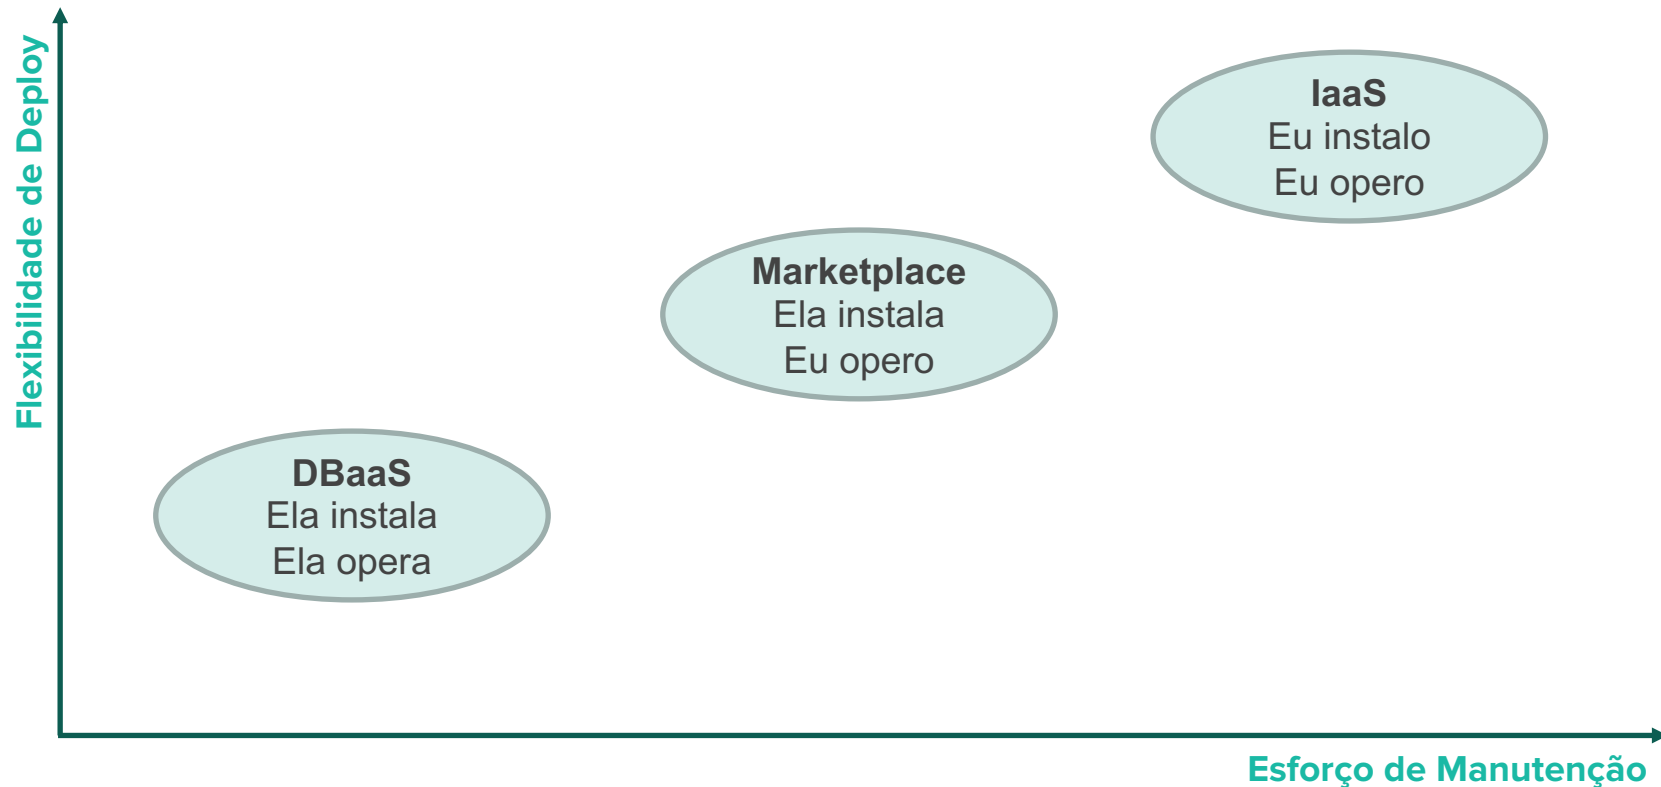 Flexibilidade de Deploy
IaaS
Eu instalo
Eu opero
Marketplace
Ela instala
Eu opero
DBaaS
Ela instala
Ela opera
Esforço de Manutenção